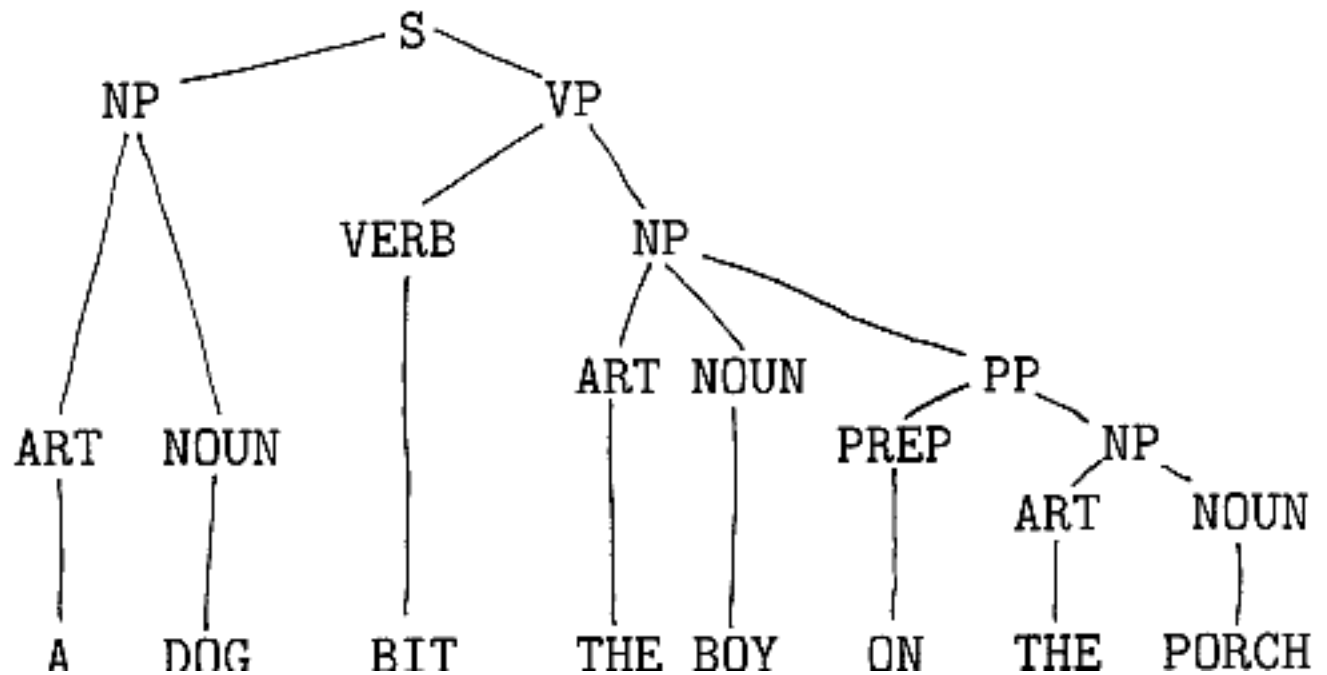 S
NP VP
VERB NP
ART NOUN PP
ART NOUN PREP NP
ART NOUN
A DOG BIT THE BOY ON THE PORCH